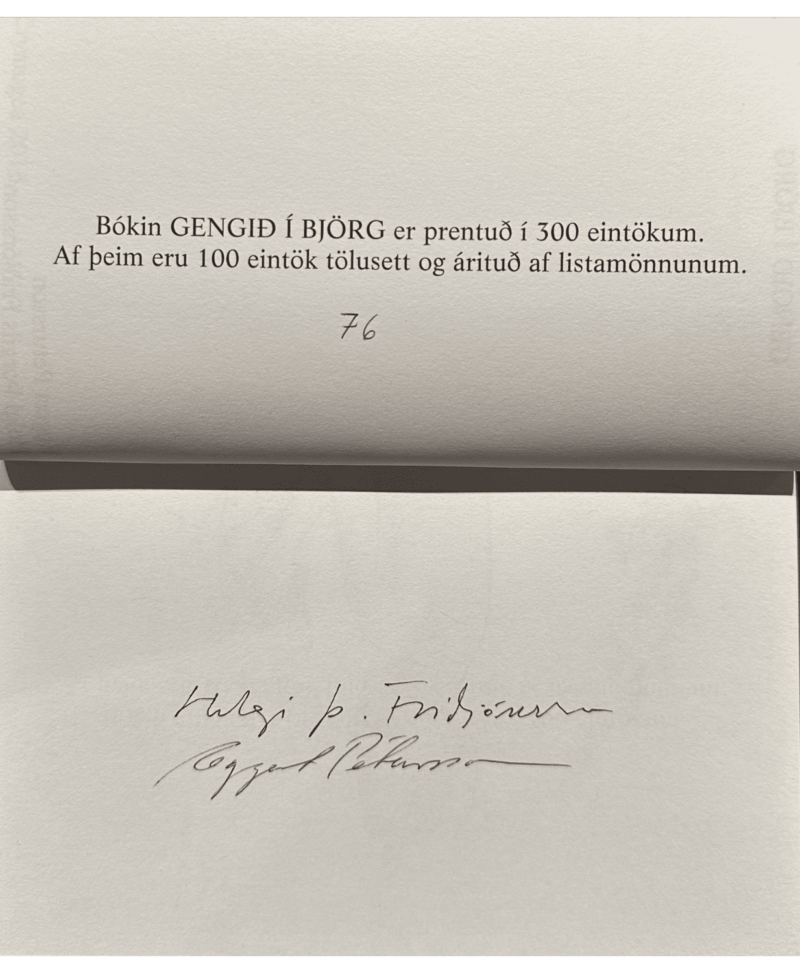 Bókin GENGIÐ Í BJÖRG er prentuð í 300 eintökum.
Af þeim eru 100 eintök tölusett og árituð af listamönnunum.
76
Helgi Þ. Friðjónsson
Eggert Pétursson